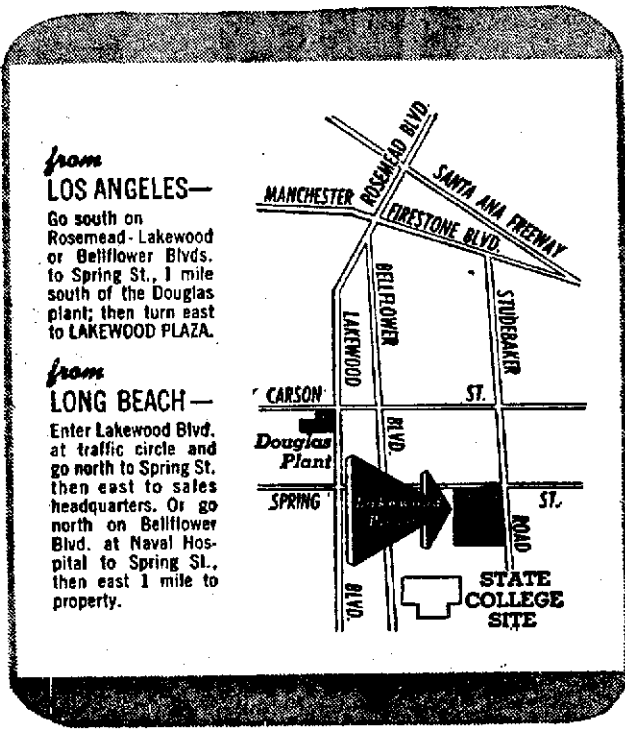 from
LOS ANGELES—
Go south on
Rosemead-Lakewood
or Bellflower Blvds.
to Spring St., 1 mile
south of the Douglas
plant; then turn east
to LAKEWOOD PLAZA.
from
LONG BEACH—
Enter Lakewood Blvd.
at traffic circle and
go north to Spring St.
then east to sales
headquarters. Or go
north on Bellflower
Blvd. at Naval Hos-
pital to Spring St.,
then east 1 mile to
property.
ROSEMEAD BLVD.
SANTA ANA FREEWAY
MANCHESTER
FIRESTONE BLVD.
BELLFLOWER
LAKEWOOD
STUDEBAKER
CARSON
ST.
Douglas
Plant
BLVD.
SPRING
Lakewood
Plaza
ST.
ROAD
BLVD.
STATE
COLLEGE
SITE